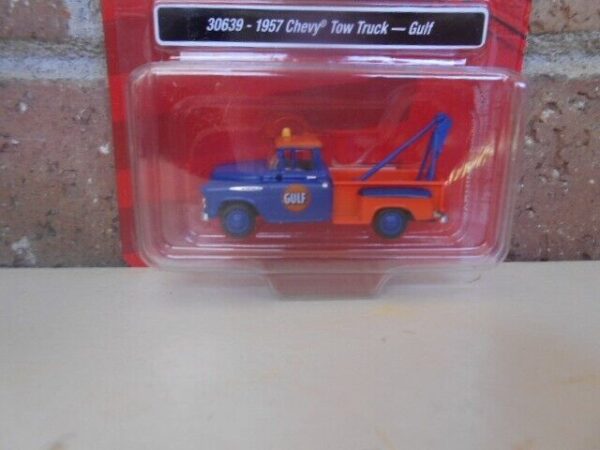 30639 - 1957 Chevy® Tow Truck — Gulf
GULF